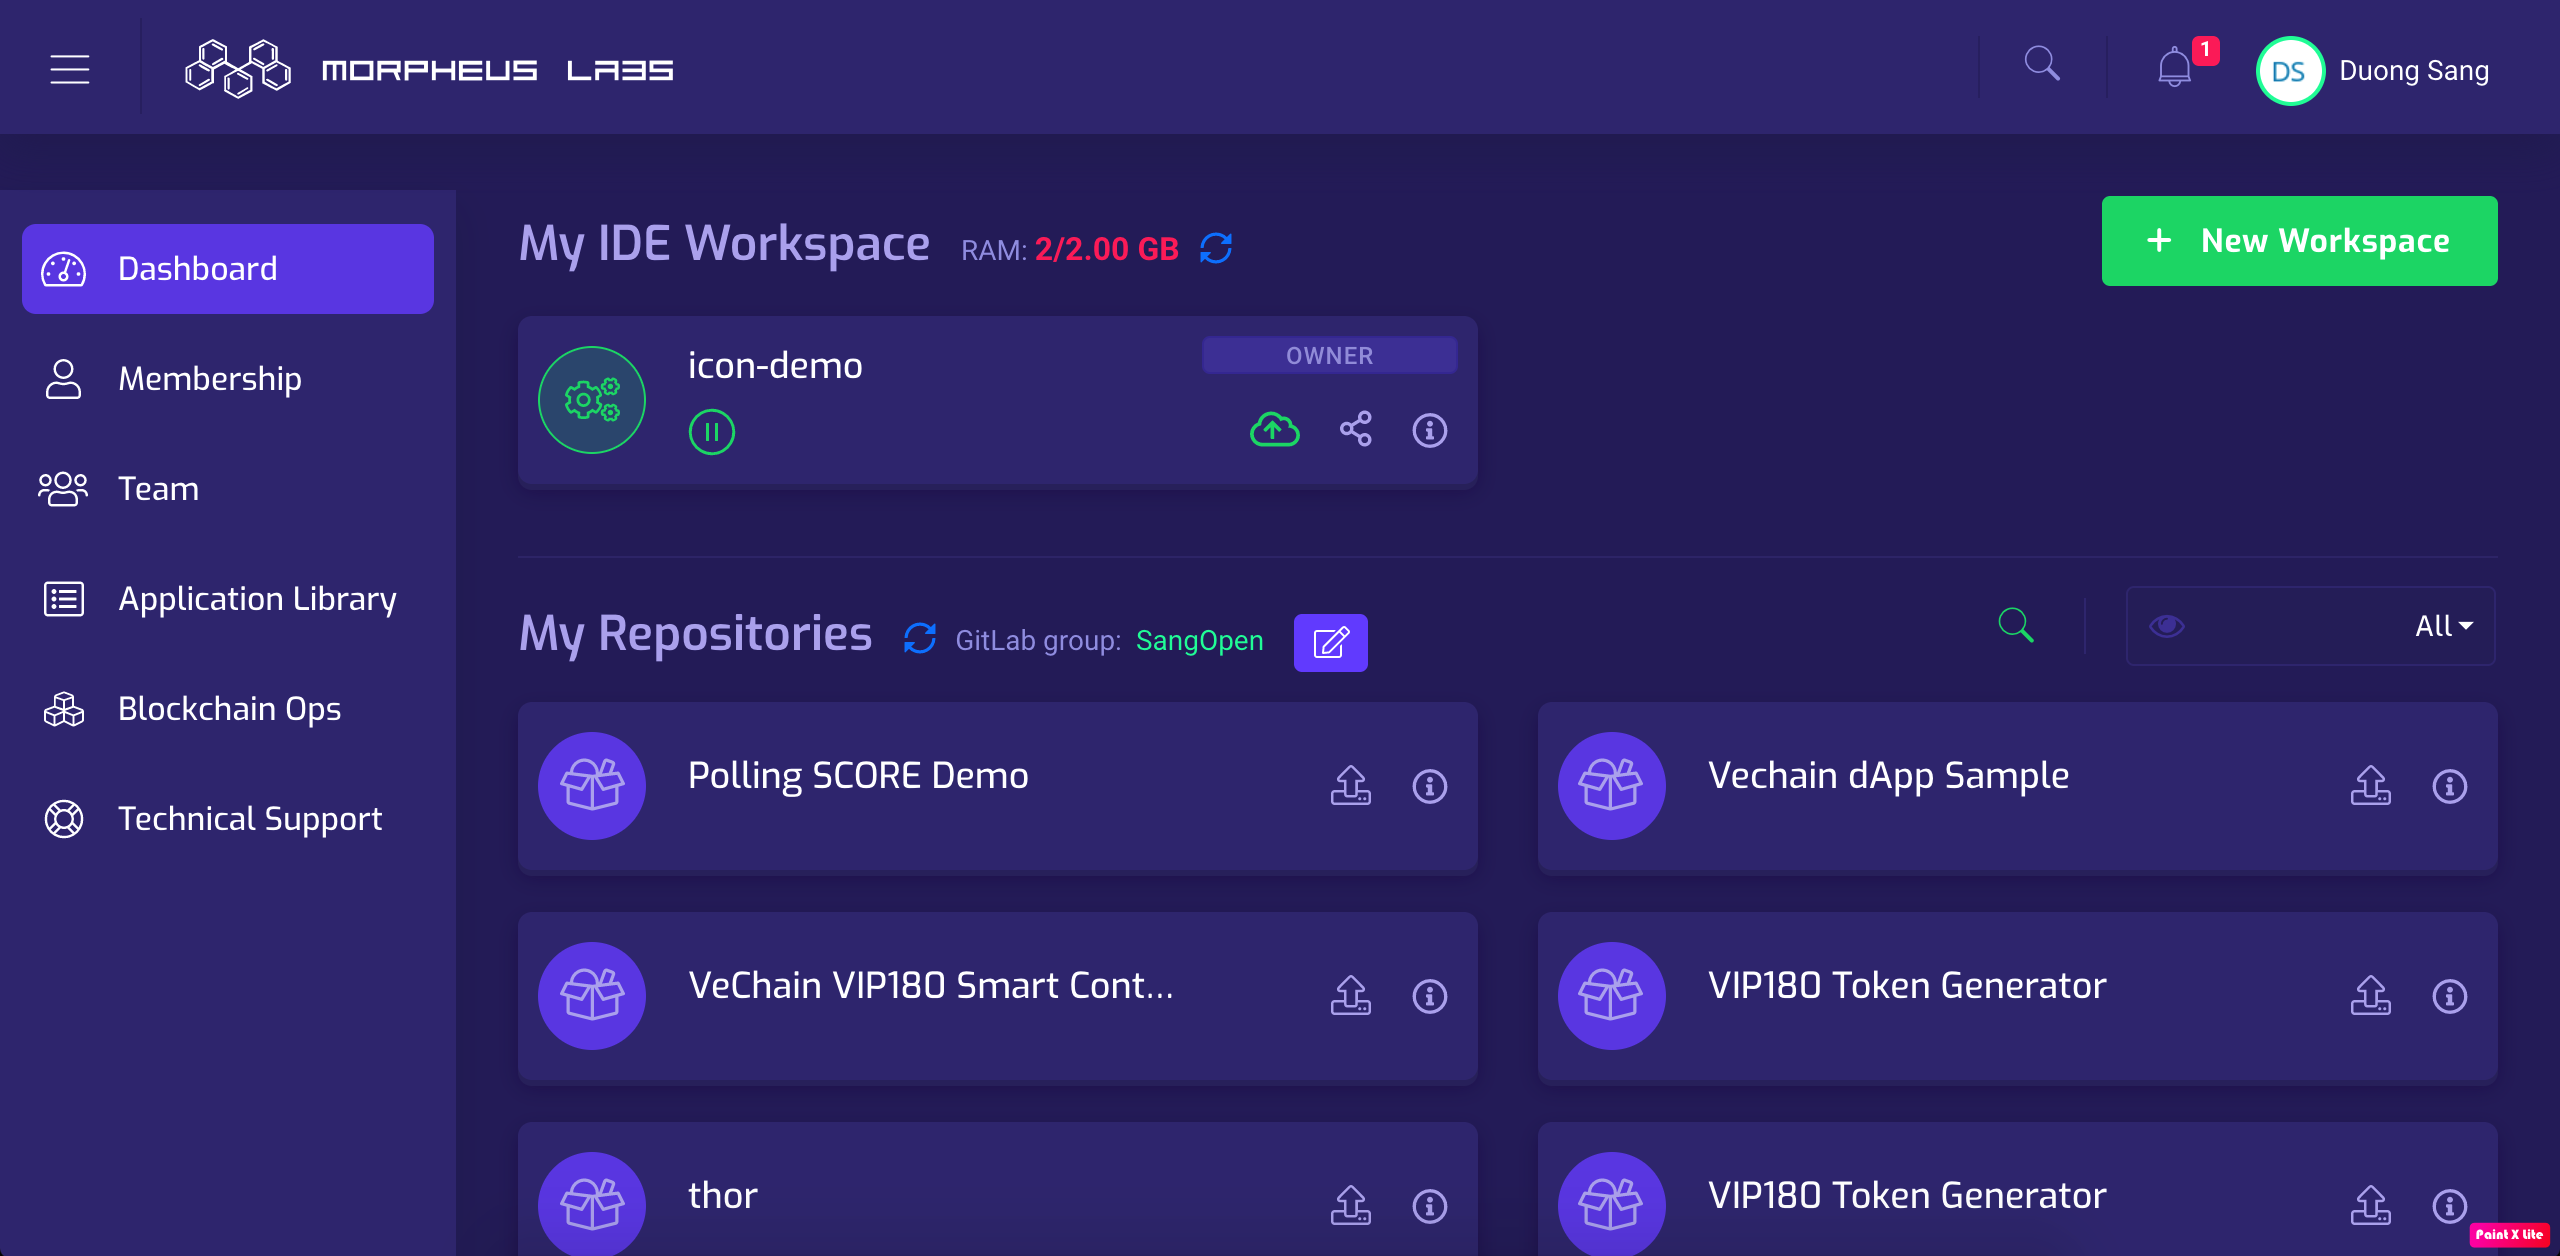 MORPHEUS LABS
1
DS
Duong Sang
Dashboard
Membership
Team
Application Library
Blockchain Ops
Technical Support
My IDE Workspace
RAM: 2/2.00 GB
+ New Workspace
icon-demo
OWNER
My Repositories
GitLab group: SangOpen
All
Polling SCORE Demo
Vechain dApp Sample
VeChain VIP180 Smart Cont...
VIP180 Token Generator
thor
VIP180 Token Generator
Paint X Lite